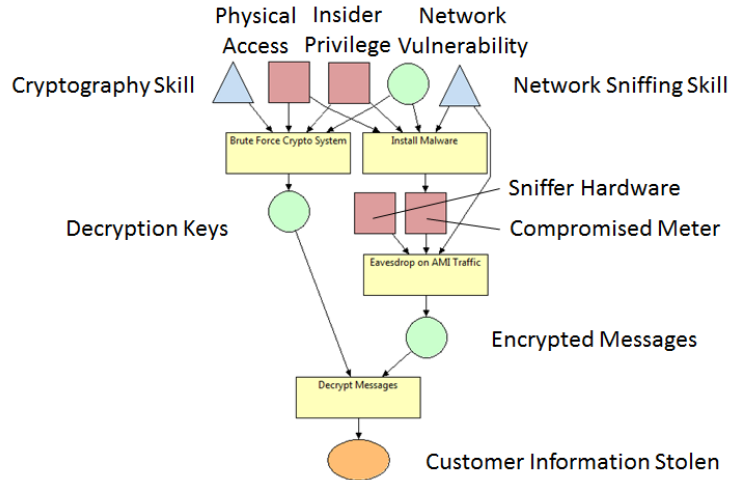 Physical Access
Insider Privilege
Network Vulnerability
Cryptography Skill
Network Sniffing Skill
Brute Force Crypto System
Install Malware
Sniffer Hardware
Decryption Keys
Compromised Meter
Eavesdrop on AMI Traffic
Encrypted Messages
Decrypt Messages
Customer Information Stolen